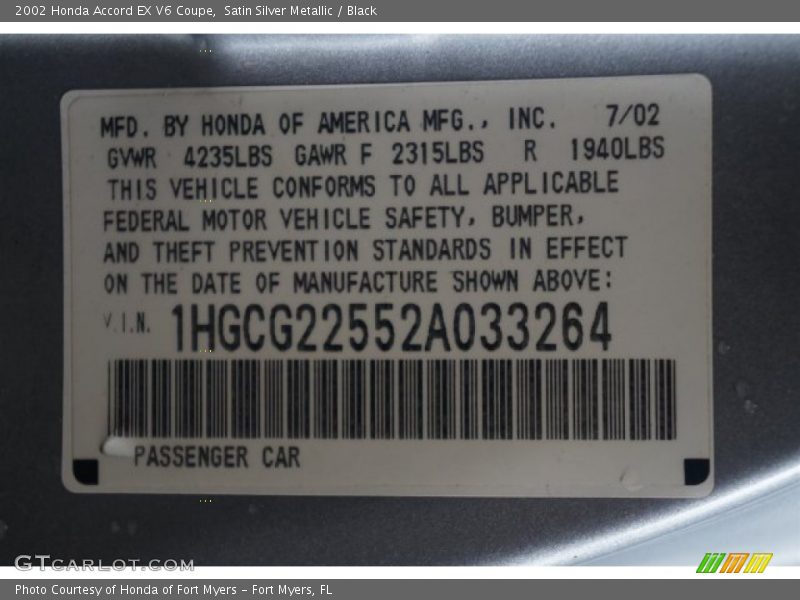 2002 Honda Accord EX V6 Coupe,  Satin Silver Metallic / Black
MFD. BY HONDA OF AMERICA MFG., INC. 7/02
GVWR 4235LBS GAWR F 2315LBS R 1940LBS
THIS VEHICLE CONFORMS TO ALL APPLICABLE
FEDERAL MOTOR VEHICLE SAFETY, BUMPER,
AND THEFT PREVENTION STANDARDS IN EFFECT
ON THE DATE OF MANUFACTURE SHOWN ABOVE:
V.I.N. 1HGCG22552A033264
PASSENGER CAR
GTCARLOT.COM
Photo Courtesy of Honda of Fort Myers - Fort Myers, FL